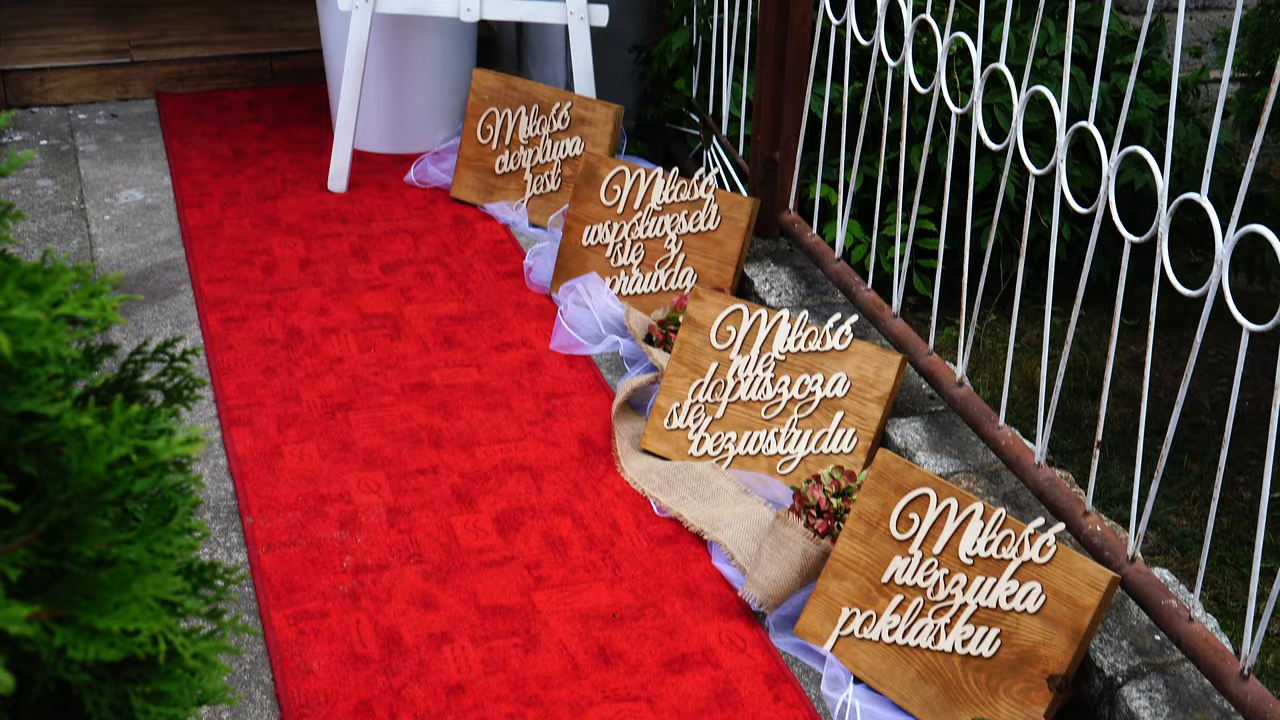 Miłość
cierpliwa
jest
Miłość
współweseli
się z
prawdą
Miłość
nie
dopuszcza
się
bezwstydu
Miłość
nie szuka
poklasku